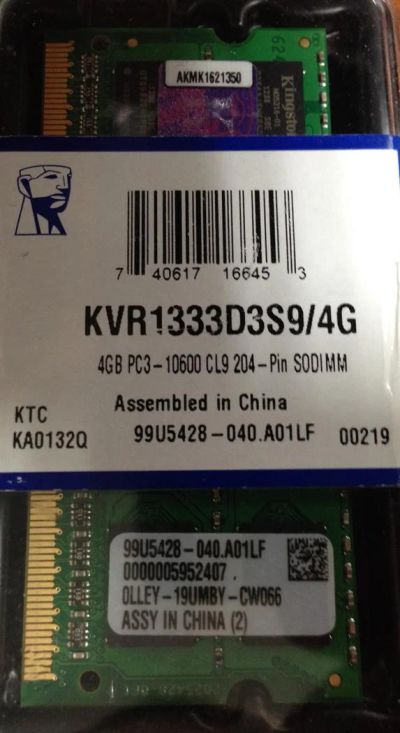 AKMK1621350
Kingston
7 40617 16645 3
KVR1333D3S9/4G
4GB PC3-10600 CL9 204-Pin SODIMM
Assembled in China
KTC
KA0132Q
99U5428-040.A01LF
00219
99U5428-040.A01LF
0000005952407
OLLEY-19UMBY-CW066
ASSY IN CHINA (2)